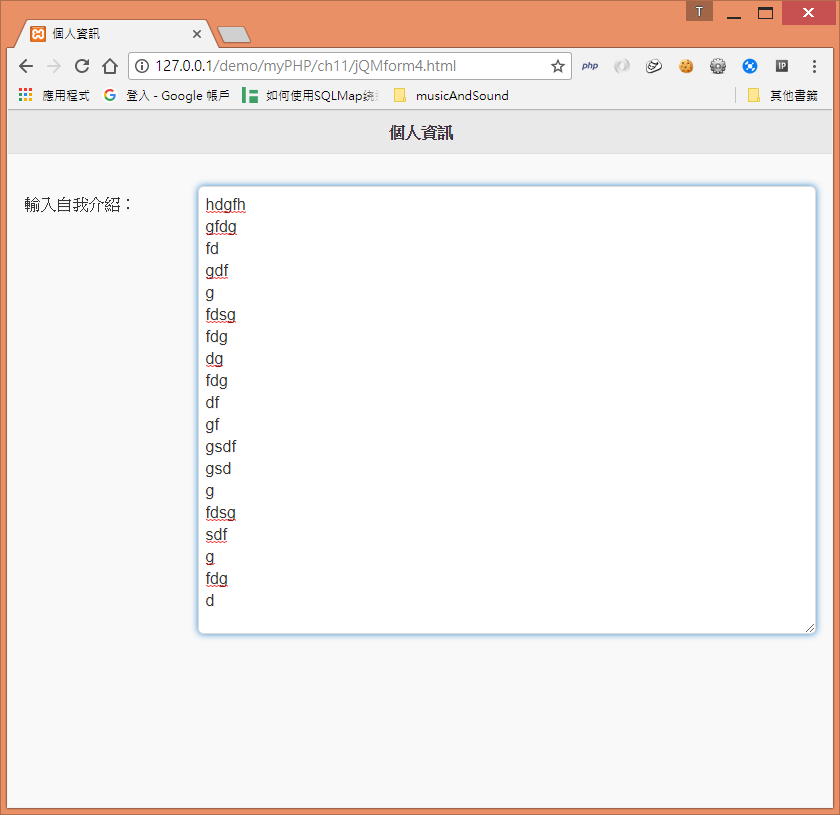 T
個人資訊
127.0.0.1/demo/myPHP/ch11/jQMform4.html
php
IP
應用程式
G 登入 - Google 帳戶
如何使用SQLMap
musicAndSound
其他書籤
個人資訊
輸入自我介紹：
hdgfh
gfdg
fd
gdf
g
fdsg
fdg
dg
fdg
df
gf
gsdf
gsd
g
fdsg
sdf
g
fdg
d